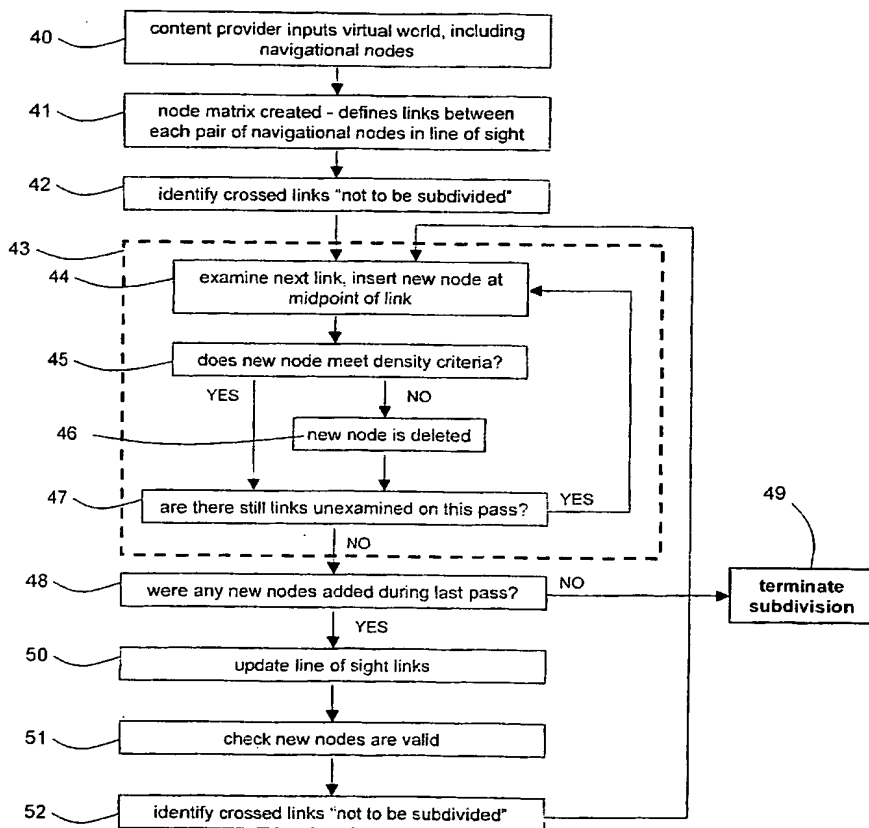 40
content provider inputs virtual world, including
navigational nodes
41
node matrix created - defines links between
each pair of navigational nodes in line of sight
42
identify crossed links "not to be subdivided"
43
44
examine next link, insert new node at
midpoint of link
45
does new node meet density criteria?
YES
NO
46
new node is deleted
47
are there still links unexamined on this pass?
YES
NO
49
48
were any new nodes added during last pass?
NO
terminate
subdivision
YES
50
update line of sight links
51
check new nodes are valid
52
identify crossed links "not to be subdivided"